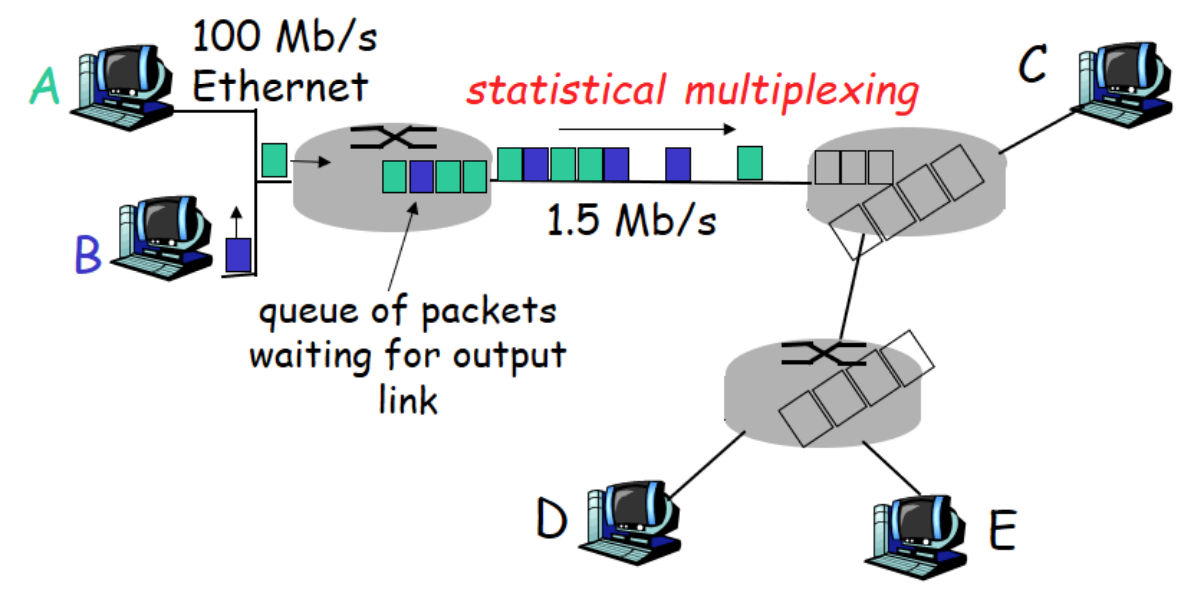 100 Mb/s
Ethernet
A
B
statistical multiplexing
C
1.5 Mb/s
queue of packets
waiting for output
link
D
E